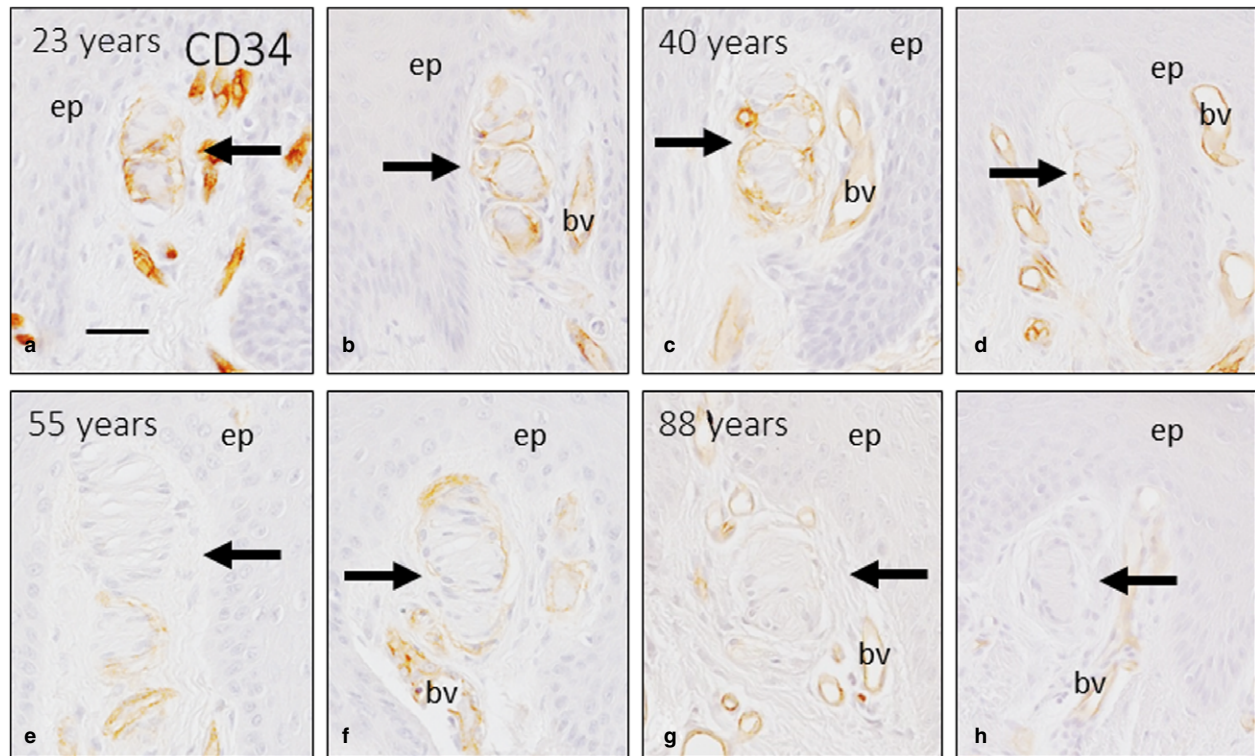 23 years
CD34
ep
a
ep
bv
b
40 years
ep
bv
c
ep
bv
d
55 years
ep
e
ep
bv
f
88 years
ep
bv
g
ep
bv
h